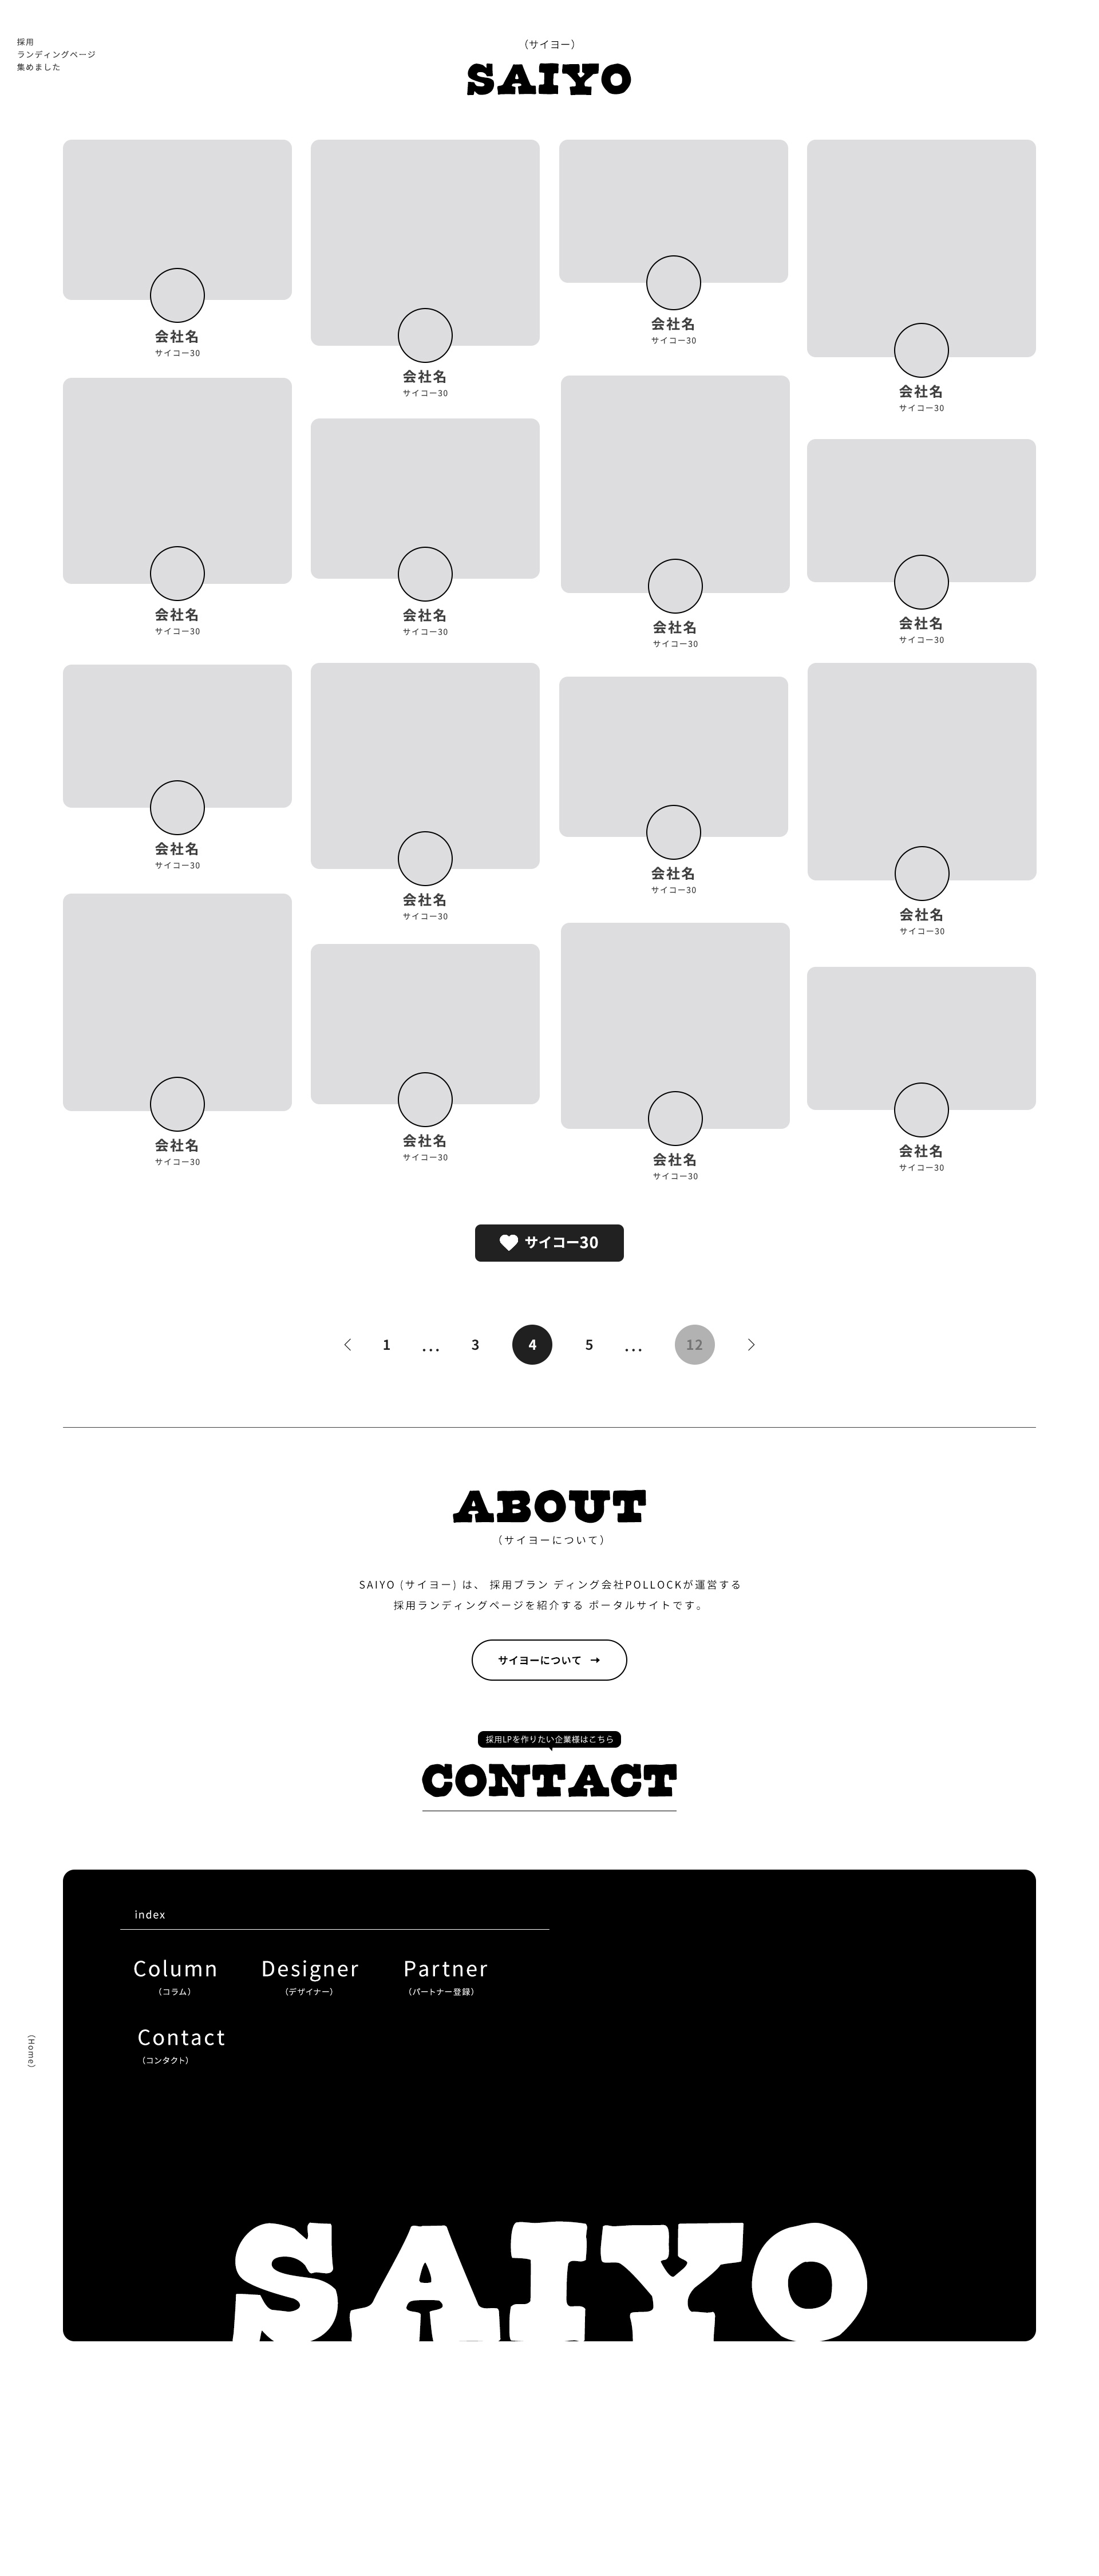 採用
ランディングページ
集めました
（サイヨー）
SAIYO
会社名
サイコー30
会社名
サイコー30
会社名
サイコー30
会社名
サイコー30
会社名
サイコー30
会社名
サイコー30
会社名
サイコー30
会社名
サイコー30
会社名
サイコー30
会社名
サイコー30
会社名
サイコー30
会社名
サイコー30
会社名
サイコー30
会社名
サイコー30
会社名
サイコー30
会社名
サイコー30
サイコー30
1 ... 3 4 5 ... 12
ABOUT
（サイヨーについて）
SAIYO (サイヨー) は、 採用ブラン ディング会社POLLOCKが運営する
採用ランディングページを紹介する ポータルサイトです。
サイヨーについて →
採用LPを作りたい企業様はこちら
CONTACT
index
Column Designer Partner
（コラム） （デザイナー） （パートナー登録）
Contact
（コンタクト）
（Home）
SAIYO